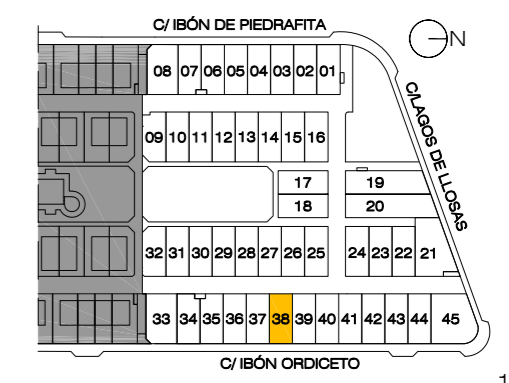 C/ IBÓN DE PIEDRAFITA
N
08 07 06 05 04 03 02 01
C/LAGOS DE LLOSAS
09 10 11 12 13 14 15 16
17 19
18 20
32 31 30 29 28 27 26 25 24 23 22 21
33 34 35 36 37 38 39 40 41 42 43 44 45
C/ IBÓN ORDICETO
1